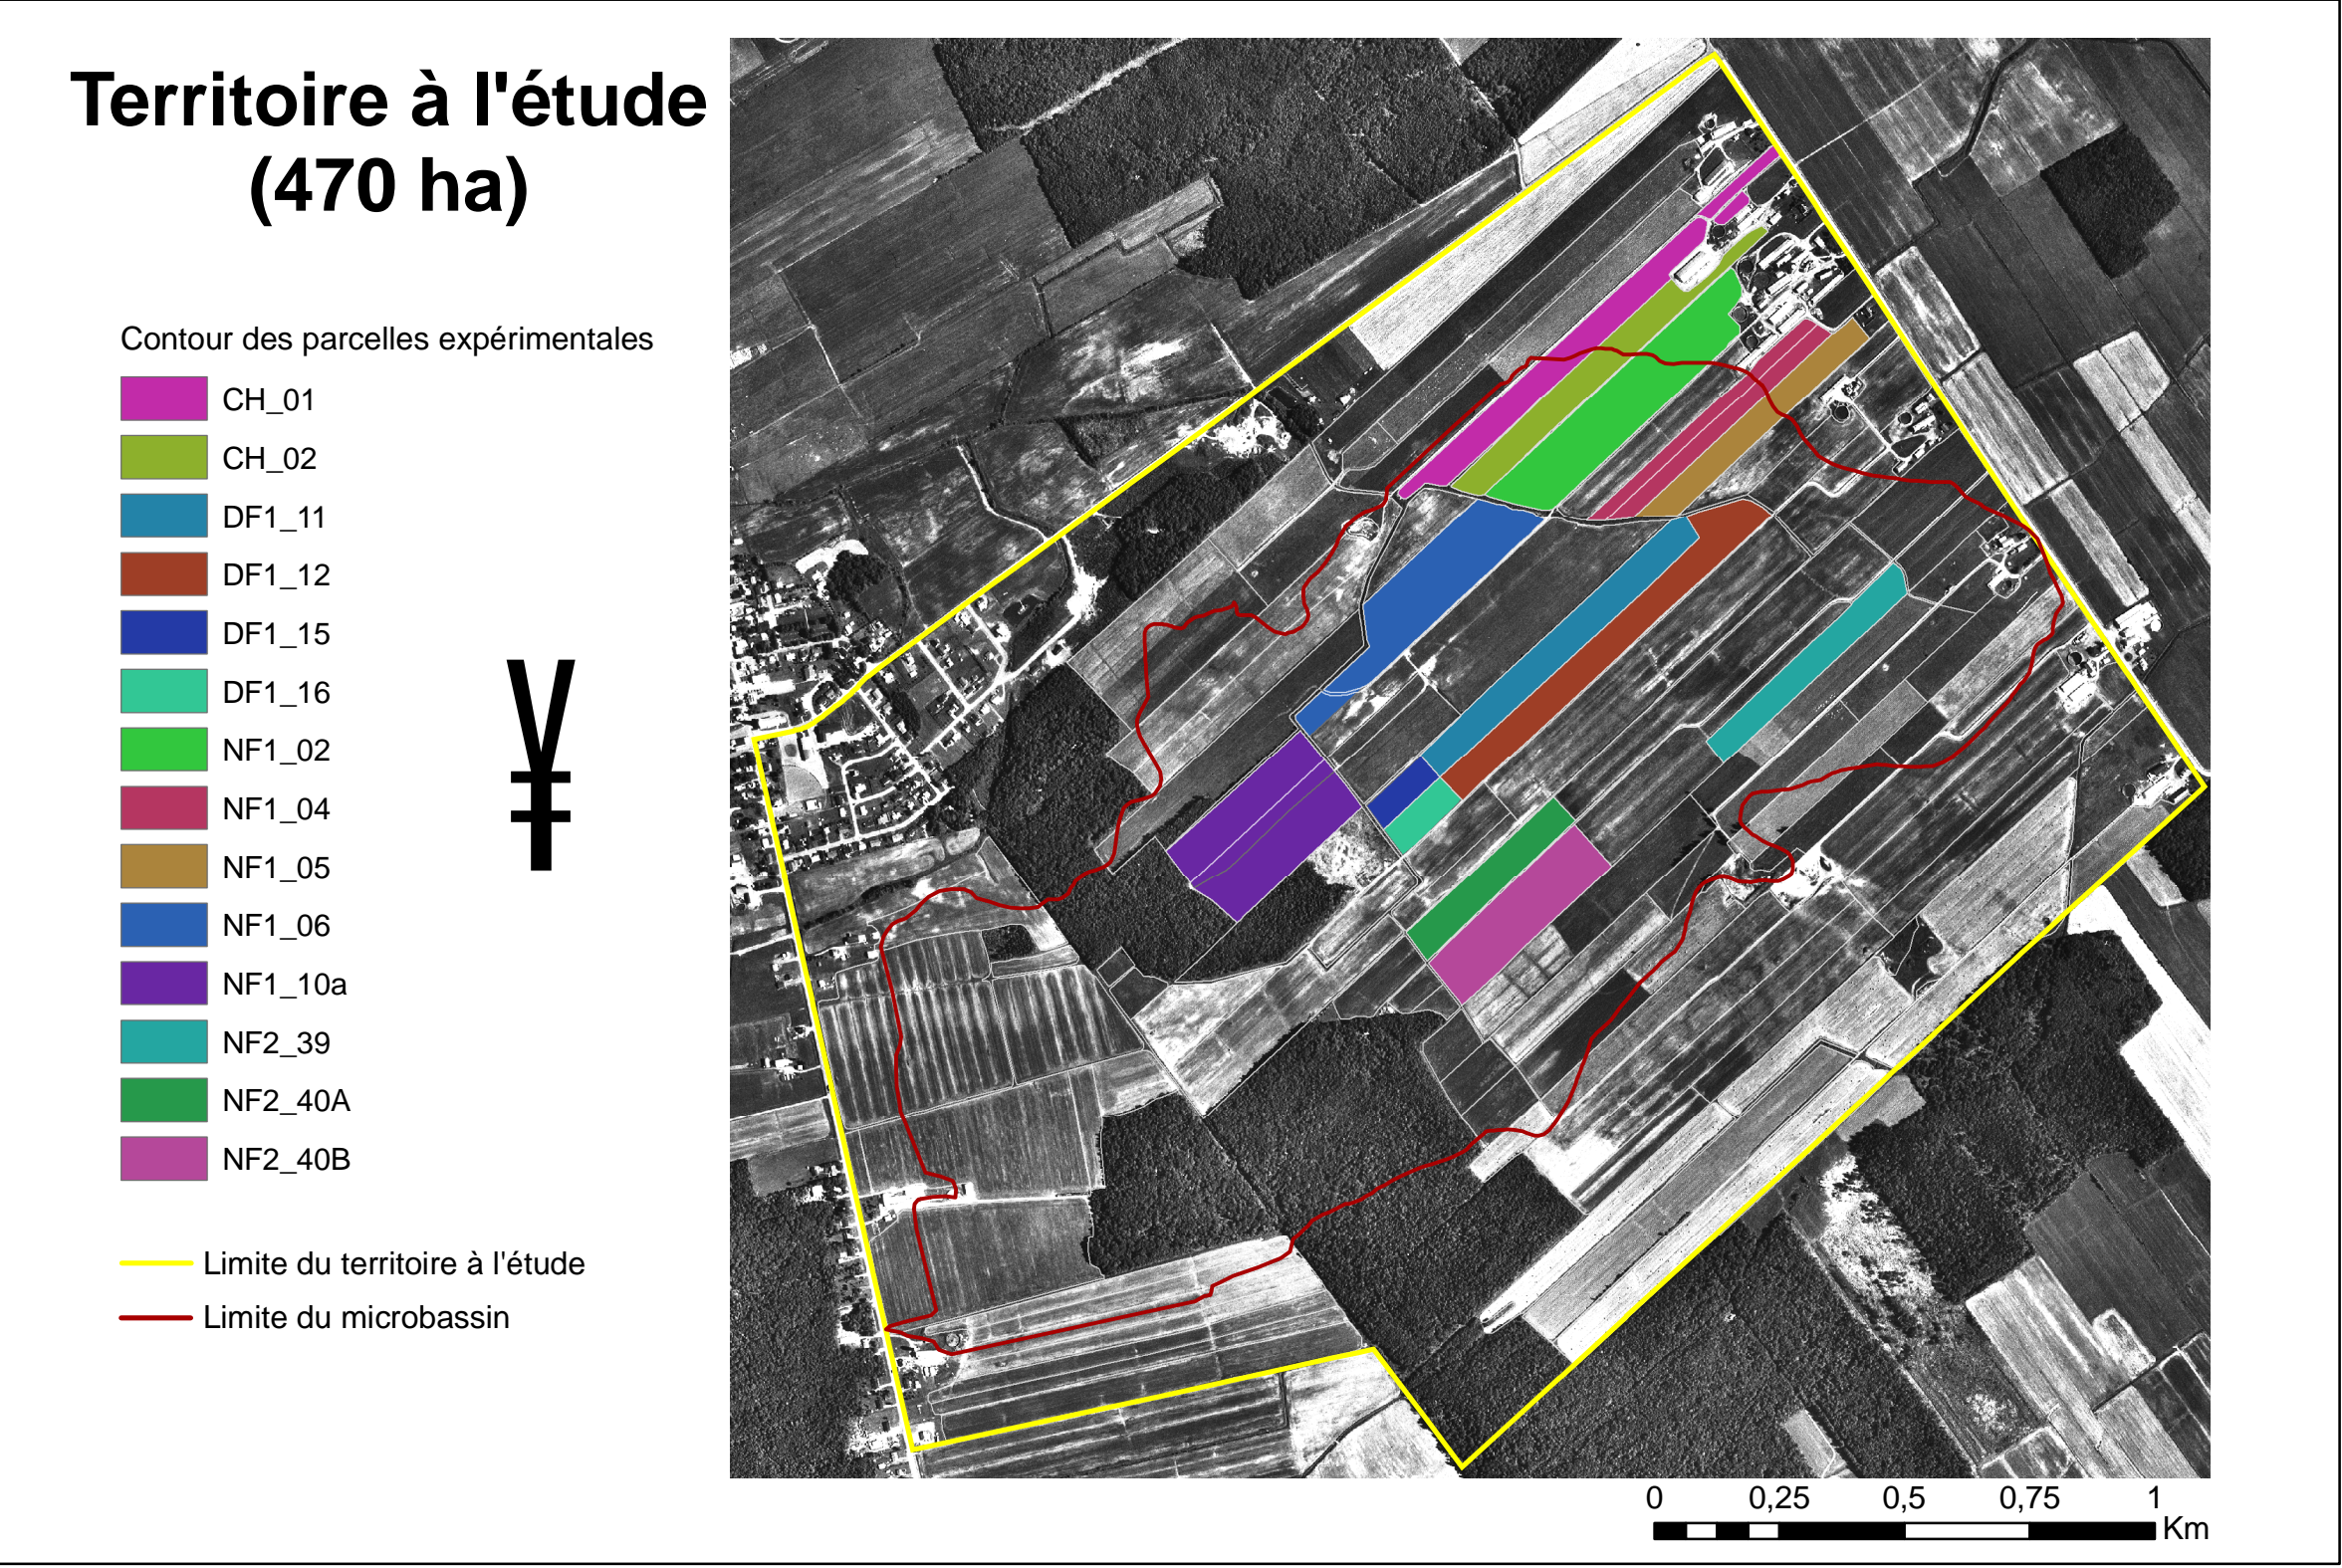 Territoire à l'étude
(470 ha)
Contour des parcelles expérimentales
CH_01
CH_02
DF1_11
DF1_12
DF1_15
DF1_16
NF1_02
NF1_04
NF1_05
NF1_06
NF1_10a
NF2_39
NF2_40A
NF2_40B
¥
Limite du territoire à l'étude
Limite du microbassin
0 0,25 0,5 0,75 1
Km